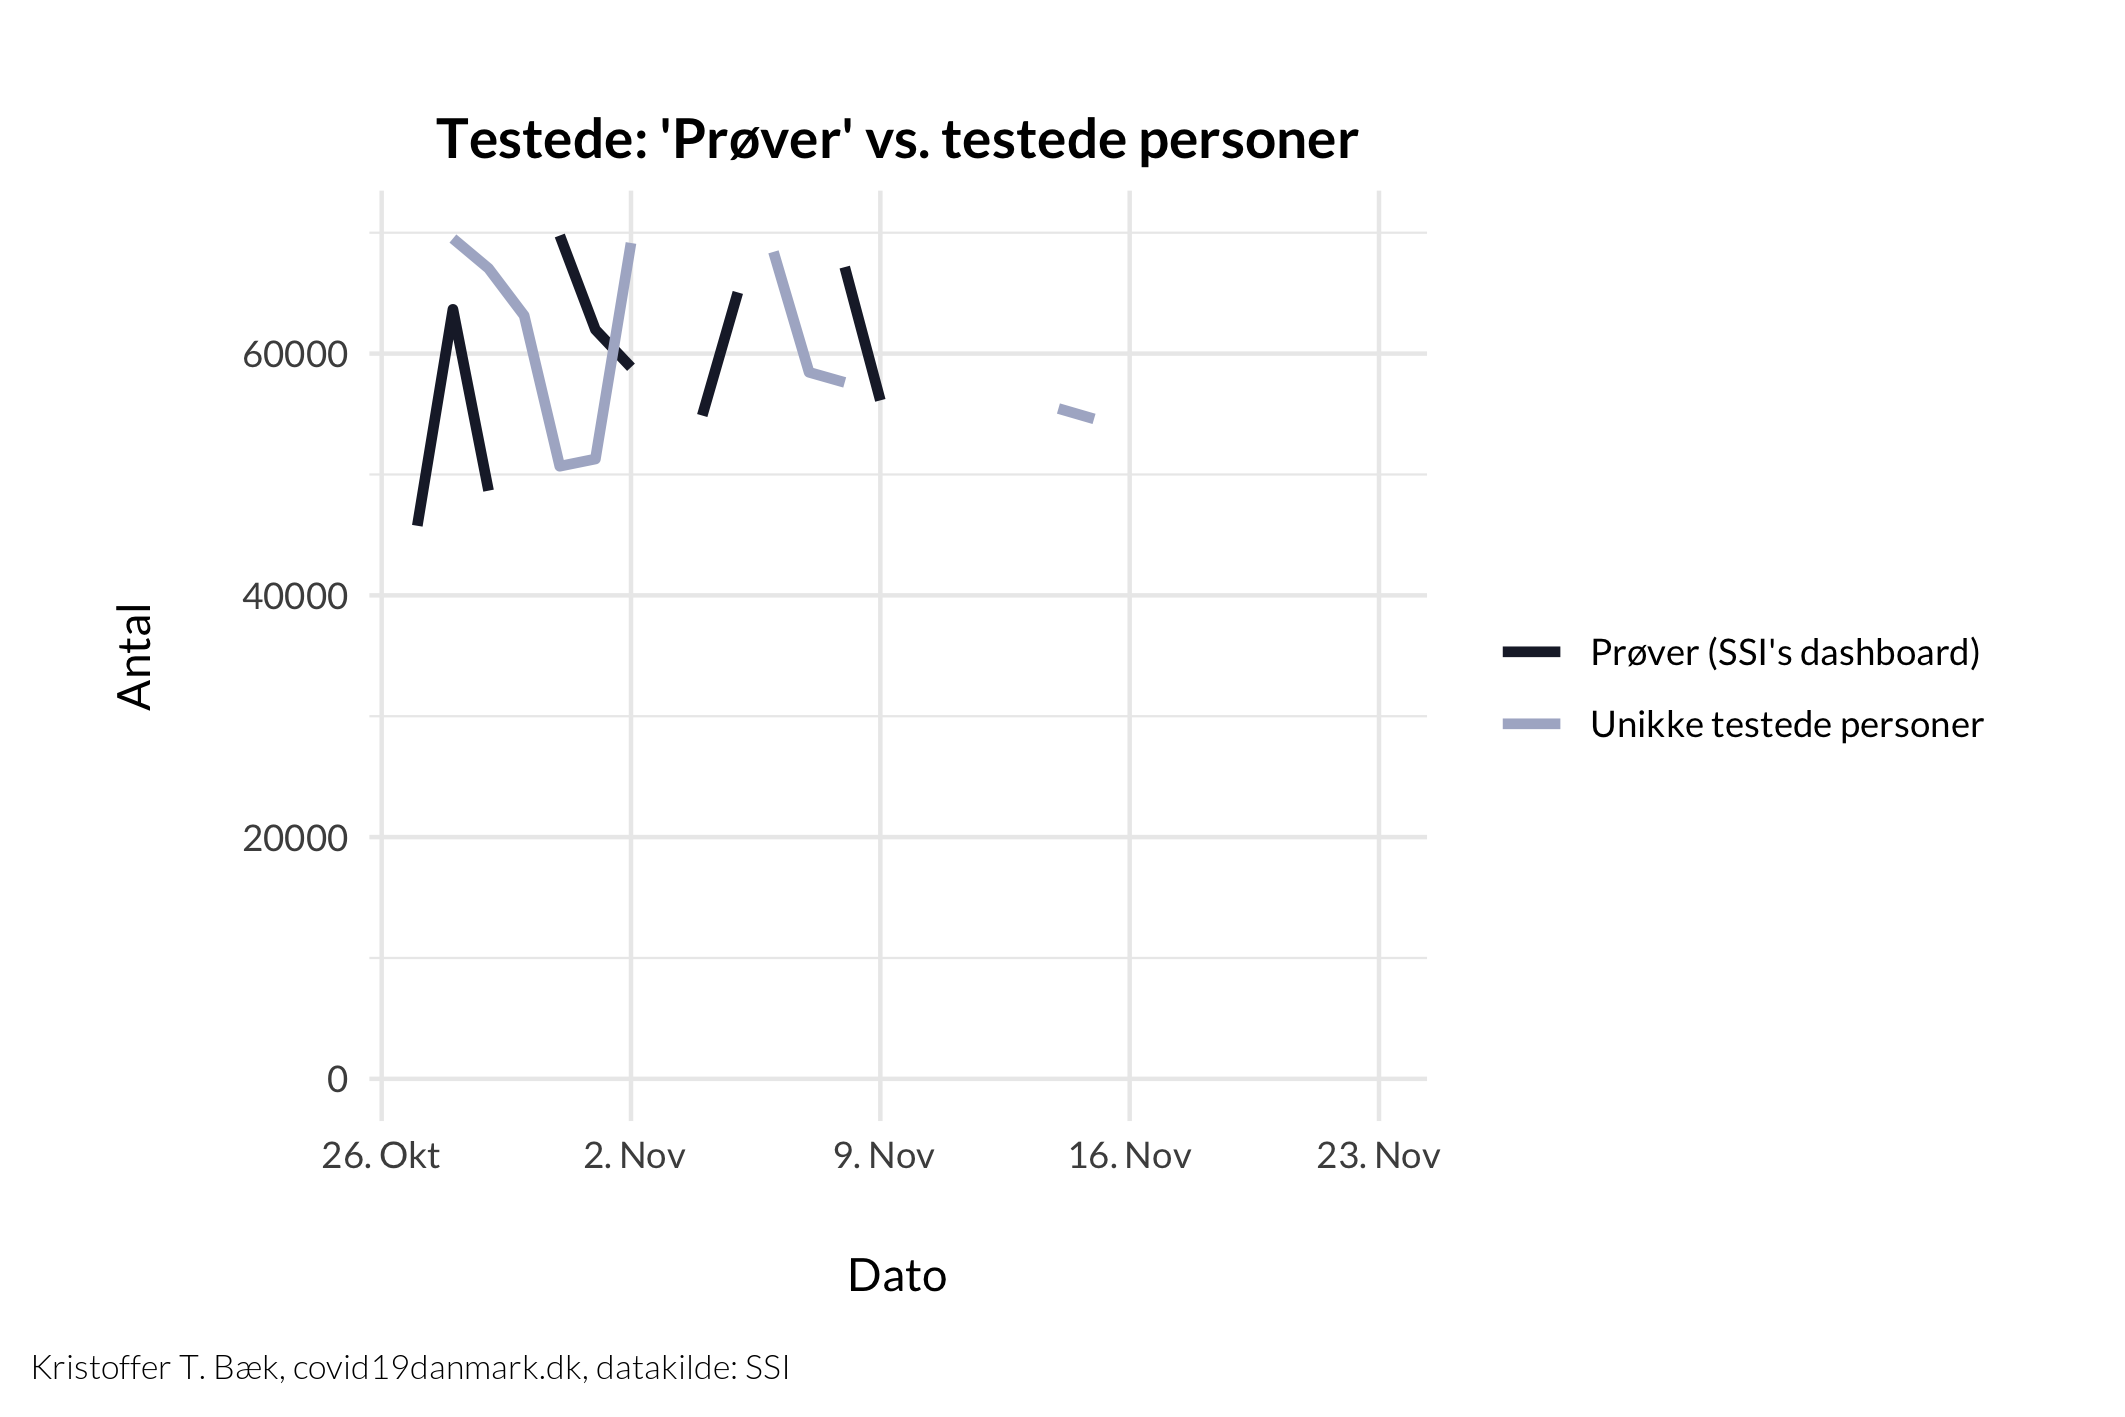 Testede: 'Prøver' vs. testede personer
Antal
60000
40000
20000
0
26. Okt
2. Nov
9. Nov
16. Nov
23. Nov
Dato
Prøver (SSI's dashboard)
Unikke testede personer
Kristoffer T. Bæk, covid19danmark.dk, datakilde: SSI